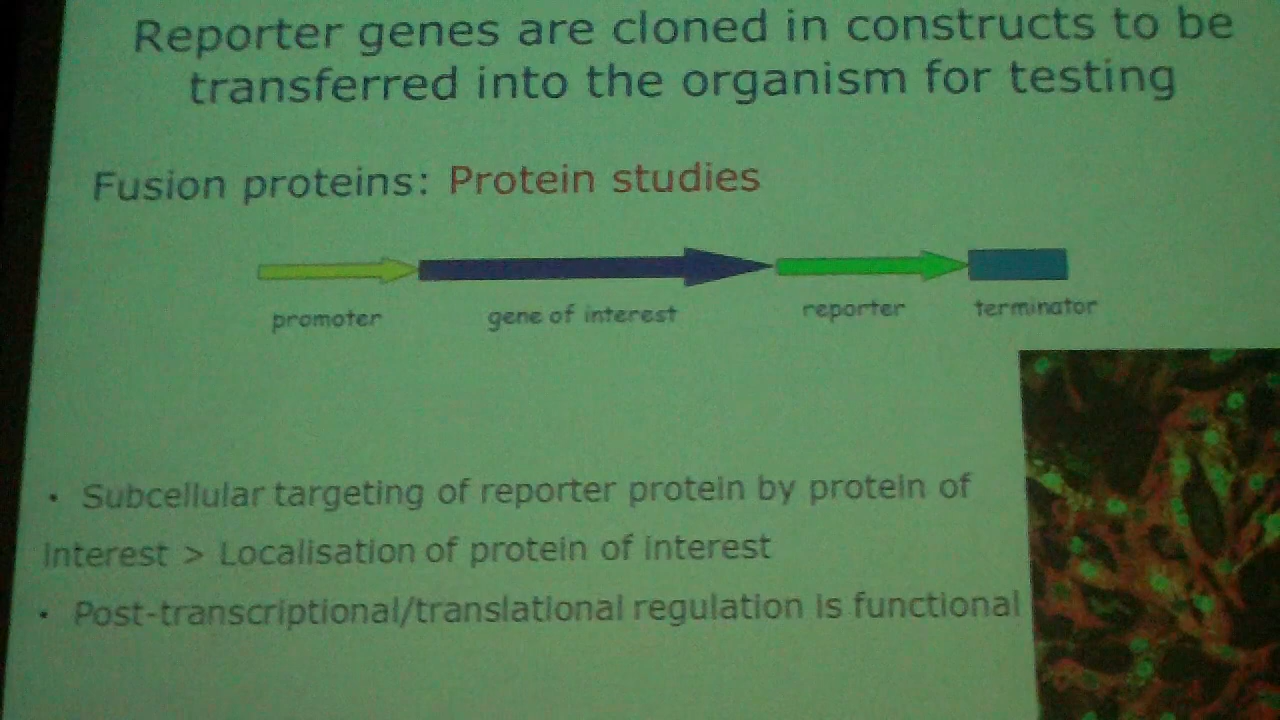 Reporter genes are cloned in constructs to be
transferred into the organism for testing
Fusion proteins: Protein studies
promoter gene of interest reporter terminator
• Subcellular targeting of reporter protein by protein of
interest > Localisation of protein of interest
• Post-transcriptional/translational regulation is functional